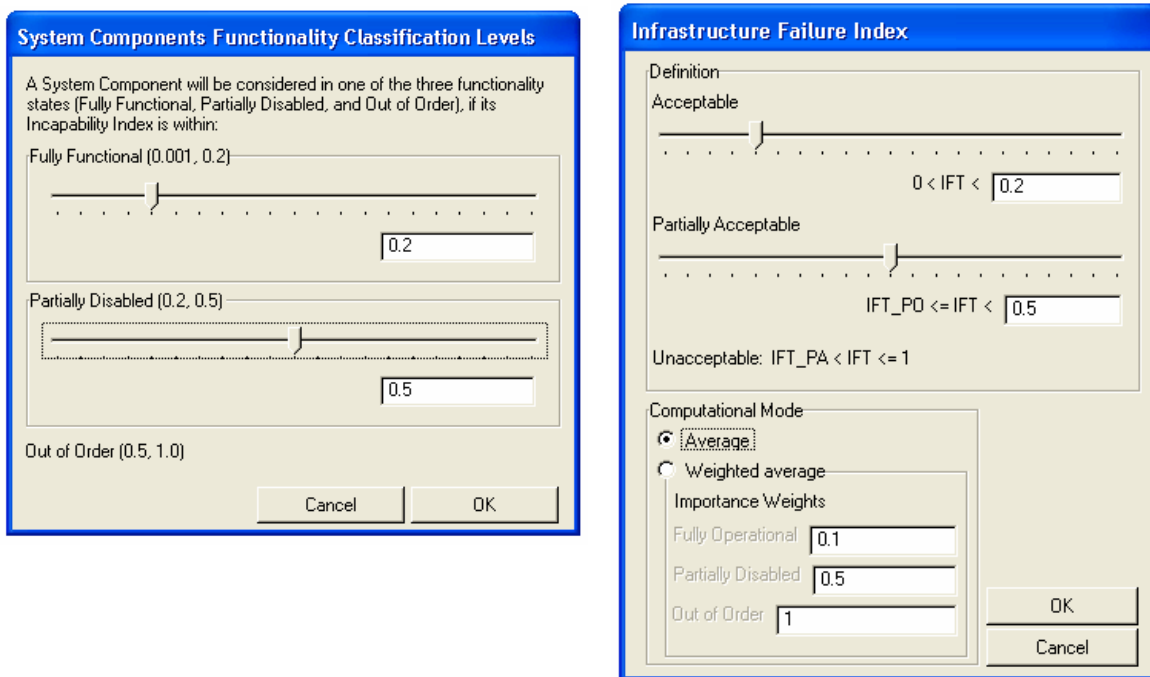 System Components Functionality Classification Levels
A System Component will be considered in one of the three functionality
states (Fully Functional, Partially Disabled, and Out of Order), if its
Incapability Index is within:
Fully Functional (0.001, 0.2)
0.2
Partially Disabled (0.2, 0.5)
0.5
Out of Order (0.5, 1.0)
Cancel
OK
Infrastructure Failure Index
Definition
Acceptable
0 < IFT < 0.2
Partially Acceptable
IFT_PO <= IFT < 0.5
Unacceptable: IFT_PA < IFT <= 1
Computational Mode
Average
Weighted average
Importance Weights
Fully Operational 0.1
Partially Disabled 0.5
Out of Order 1
OK
Cancel